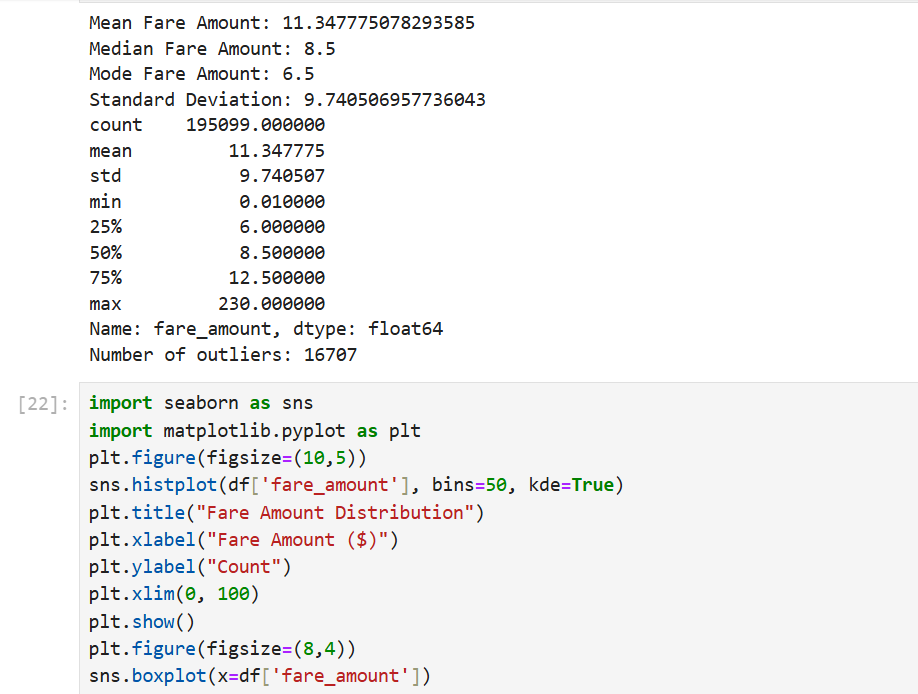 Mean Fare Amount: 11.347775078293585
Median Fare Amount: 8.5
Mode Fare Amount: 6.5
Standard Deviation: 9.740506957736043
count    195099.000000
mean         11.347775
std           9.740507
min           0.010000
25%           6.000000
50%           8.500000
75%          12.500000
max         230.000000
Name: fare_amount, dtype: float64
Number of outliers: 16707
[22]: import seaborn as sns
import matplotlib.pyplot as plt
plt.figure(figsize=(10,5))
sns.histplot(df['fare_amount'], bins=50, kde=True)
plt.title("Fare Amount Distribution")
plt.xlabel("Fare Amount ($)")
plt.ylabel("Count")
plt.xlim(0, 100)
plt.show()
plt.figure(figsize=(8,4))
sns.boxplot(x=df['fare_amount'])